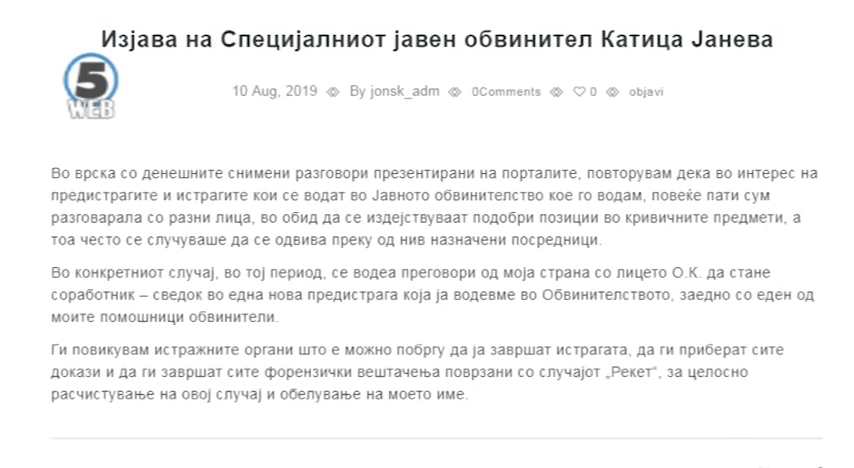 Изјава на Специјалниот јавен обвинител Катица Јанева
5
WEB
10 Aug, 2019 By jonsk_adm 0Comments 0 objavi
Во врска со денешните снимени разговори презентирани на порталите, повторувам дека во интерес на
предистрагите и истрагите кои се водат во Јавното обвинителство кое го водам, повеќе пати сум
разговарала со разни лица, во обид да се издејствуваат подобри позиции во кривичните предмети, а
тоа често се случуваше да се одвива преку од нив назначени посредници.
Во конкретниот случај, во тој период, се водеа преговори од моја страна со лицето О.К. да стане
соработник – сведок во една нова предистрага која ја водевме во Обвинителството, заедно со еден од
моите помошници обвинители.
Ги повикувам истражните органи што е можно побргу да ја завршат истрагата, да ги приберат сите
докази и да ги завршат сите форензички вештачења поврзани со случајот „Рекет“, за целосно
расчистување на овој случај и обелување на моето име.